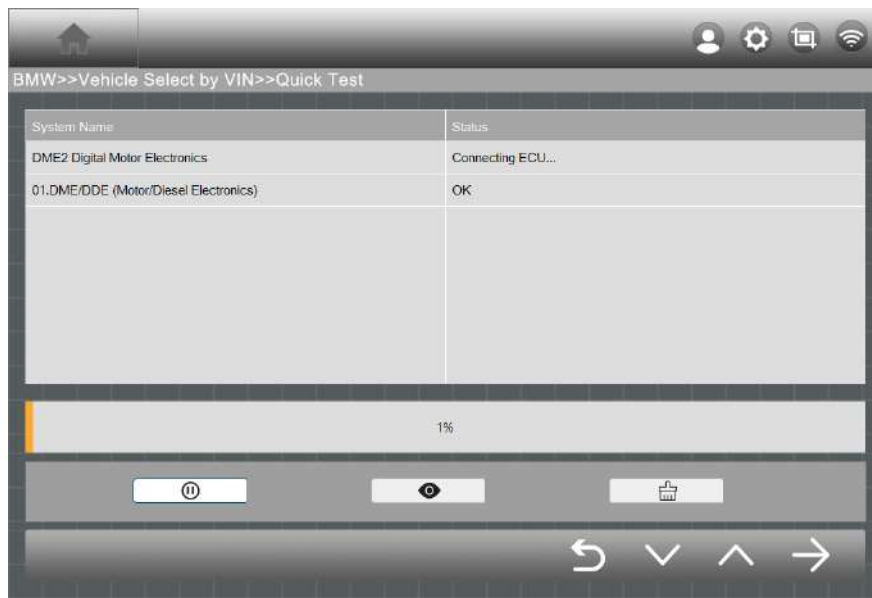 BMW>>Vehicle Select by VIN>>Quick Test
System Name Status
DME2 Digital Motor Electronics Connecting ECU...
01.DME/DDE (Motor/Diesel Electronics) OK
1%